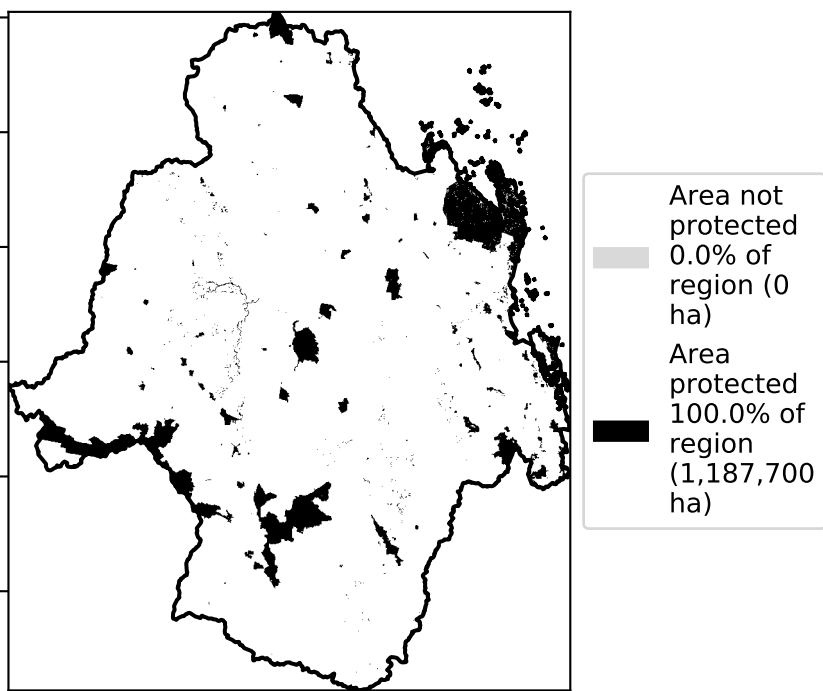 Area not
protected
0.0% of
region (0
ha)
Area
protected
100.0% of
region
(1,187,700
ha)